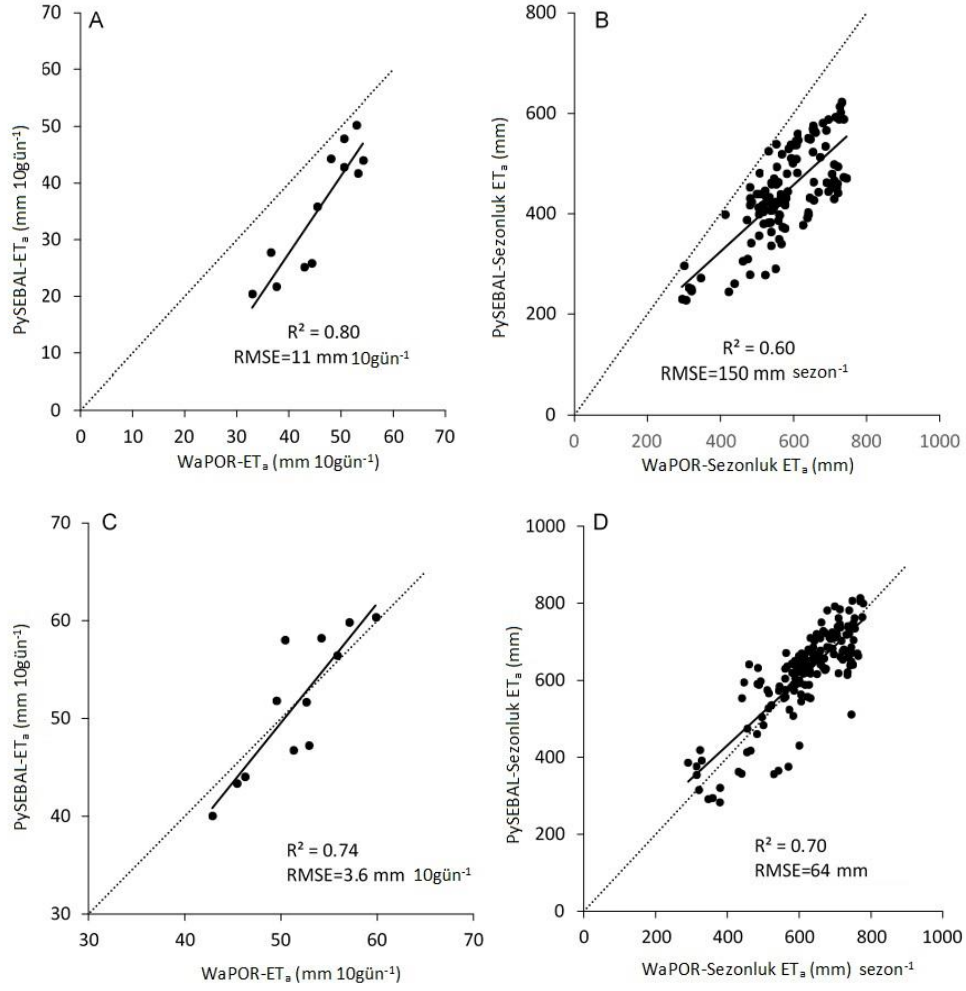 A
70
60
50
40
30
20
10
0
PySEBAL-ETₐ (mm 10gün⁻¹)
R² = 0.80
RMSE=11 mm 10gün⁻¹
0 10 20 30 40 50 60 70
WaPOR-ETₐ (mm 10gün⁻¹)
B
800
600
400
200
0
PySEBAL-Sezonluk ETₐ (mm)
R² = 0.60
RMSE=150 mm sezon⁻¹
0 200 400 600 800 1000
WaPOR-Sezonluk ETₐ (mm)
C
70
60
50
40
30
PySEBAL-ETₐ (mm 10gün⁻¹)
R² = 0.74
RMSE=3.6 mm 10gün⁻¹
30 40 50 60 70
WaPOR-ETₐ (mm 10gün⁻¹)
D
1000
800
600
400
200
0
PySEBAL-Sezonluk ETₐ (mm)
R² = 0.70
RMSE=64 mm
0 200 400 600 800 1000
WaPOR-Sezonluk ETₐ (mm) sezon⁻¹